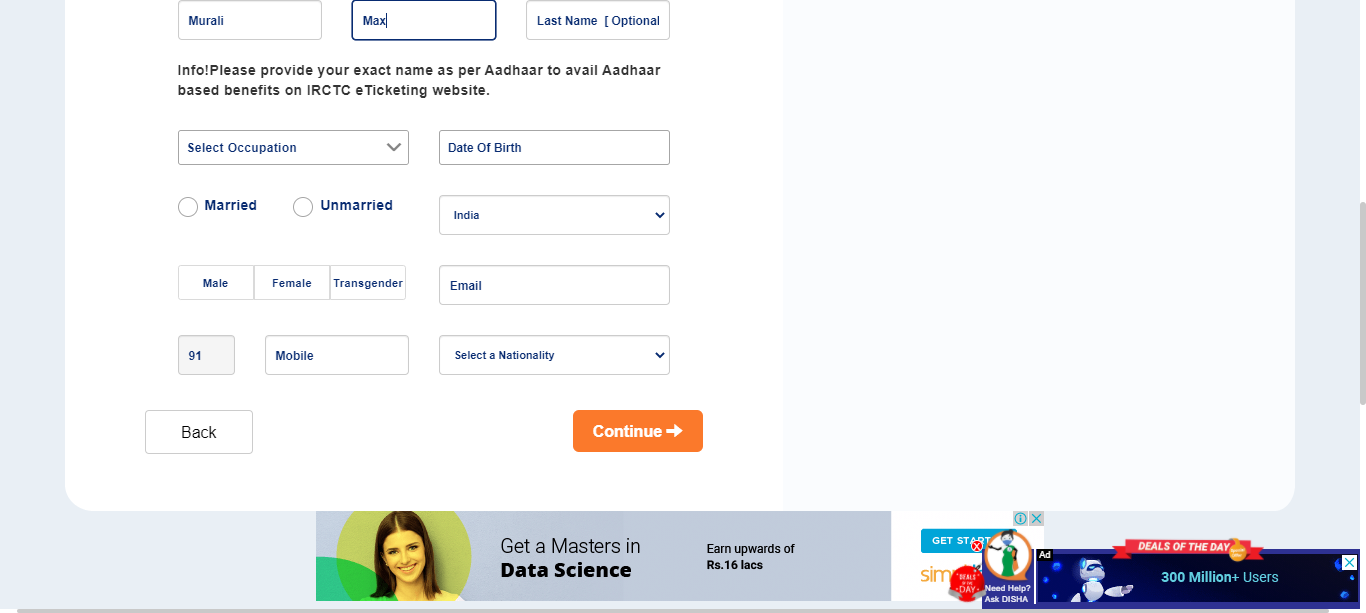 Murali
Max
Last Name [ Optional
Info!Please provide your exact name as per Aadhaar to avail Aadhaar
based benefits on IRCTC eTicketing website.
Select Occupation
Date Of Birth
Married
Unmarried
India
Male
Female
Transgender
Email
91
Mobile
Select a Nationality
Back
Continue
Get a Masters in
Data Science
Earn upwards of
Rs.16 lacs
GET START
sim
DEALS
OF THE
DAY
Need Help?
Ask DISHA
Ad
DEALS OF THE DAY
300 Million+ Users